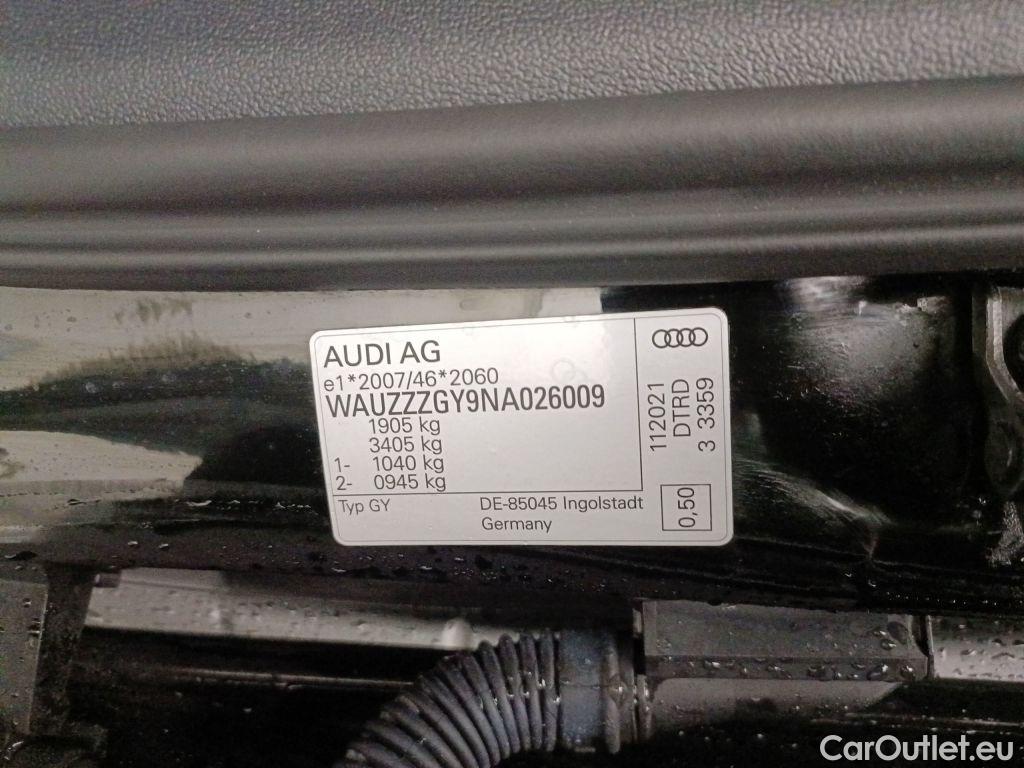 AUDI AG
e1*2007/46*2060
WAUZZZGY9NA026009
1905 kg
3405 kg
1- 1040 kg
2- 0945 kg
Typ GY
DE-85045 Ingolstadt
Germany
112021
DTRD
3 3359
0,50
CarOutlet.eu